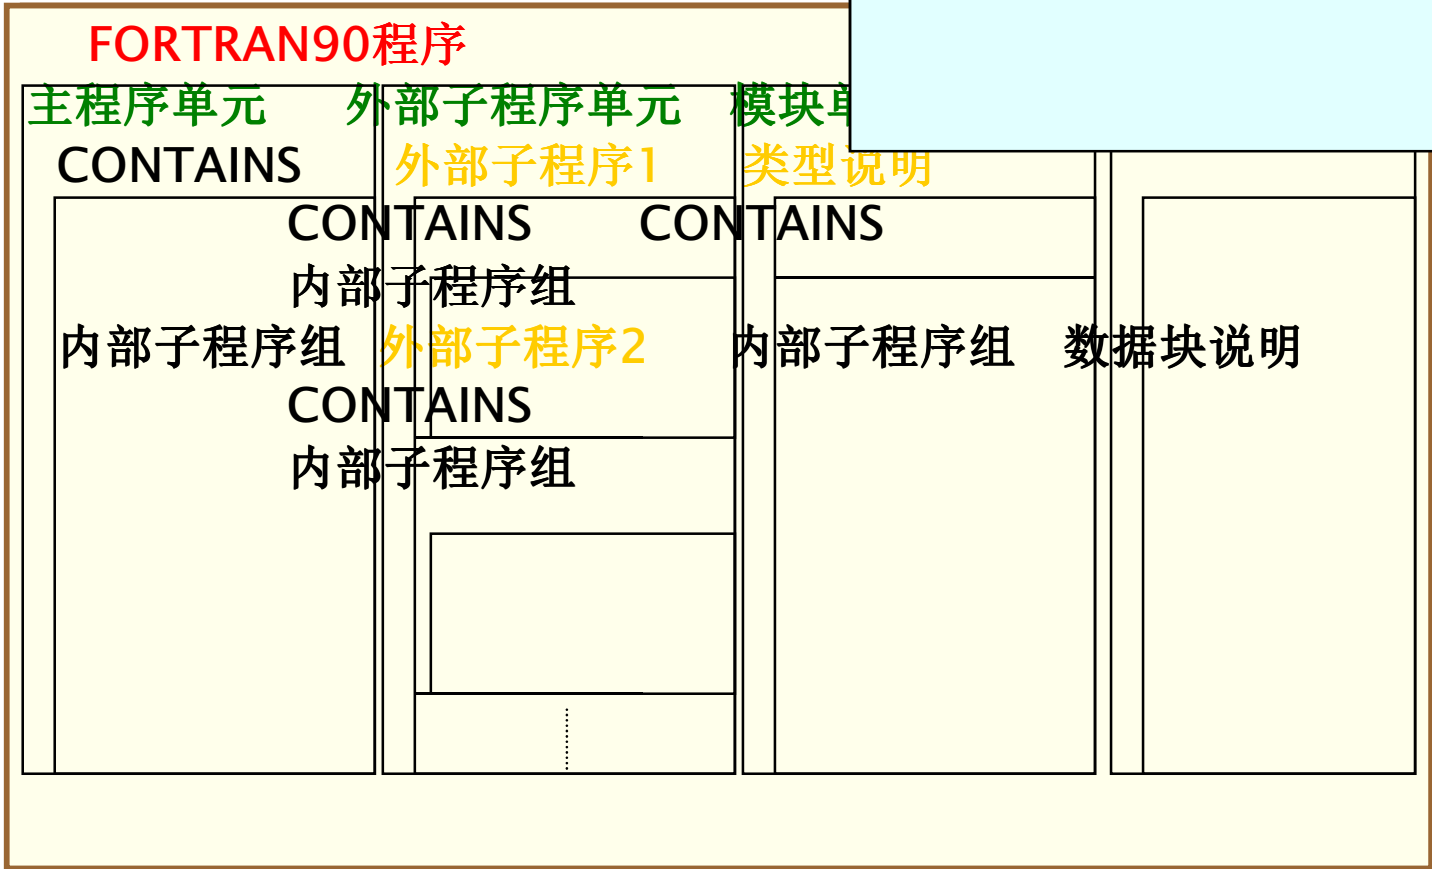 FORTRAN90程序
主程序单元 外部子程序单元 模块
CONTAINS 外部子程序1 类型说明
CONTAINS CONTAINS
内部子程序组
内部子程序组 外部子程序2 内部子程序组 数据块说明
CONTAINS
内部子程序组